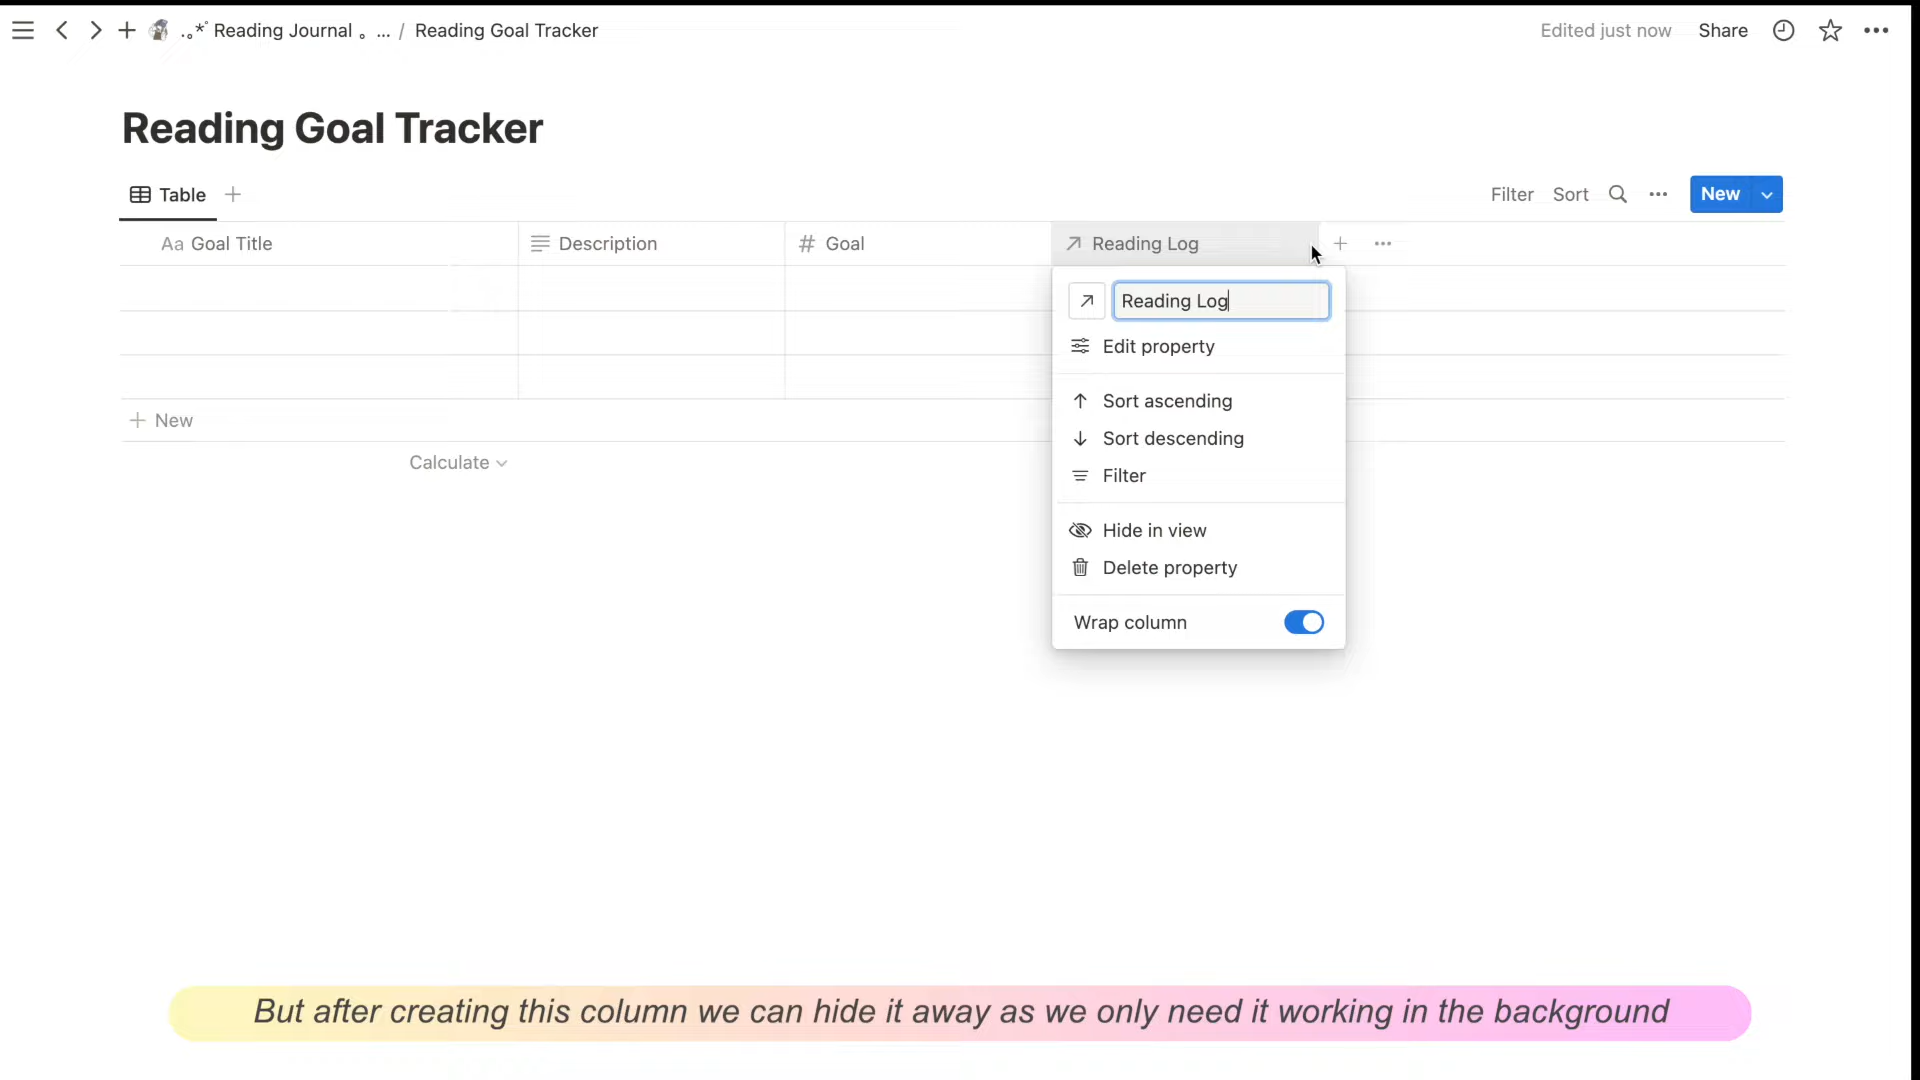 .｡*ﾟ Reading Journal 。 ... / Reading Goal Tracker
Edited just now Share
Reading Goal Tracker
Table
Filter Sort New
Aa Goal Title Description # Goal Reading Log
Reading Log
Edit property
Sort ascending
Sort descending
Filter
Hide in view
Delete property
Wrap column
New
Calculate
But after creating this column we can hide it away as we only need it working in the background